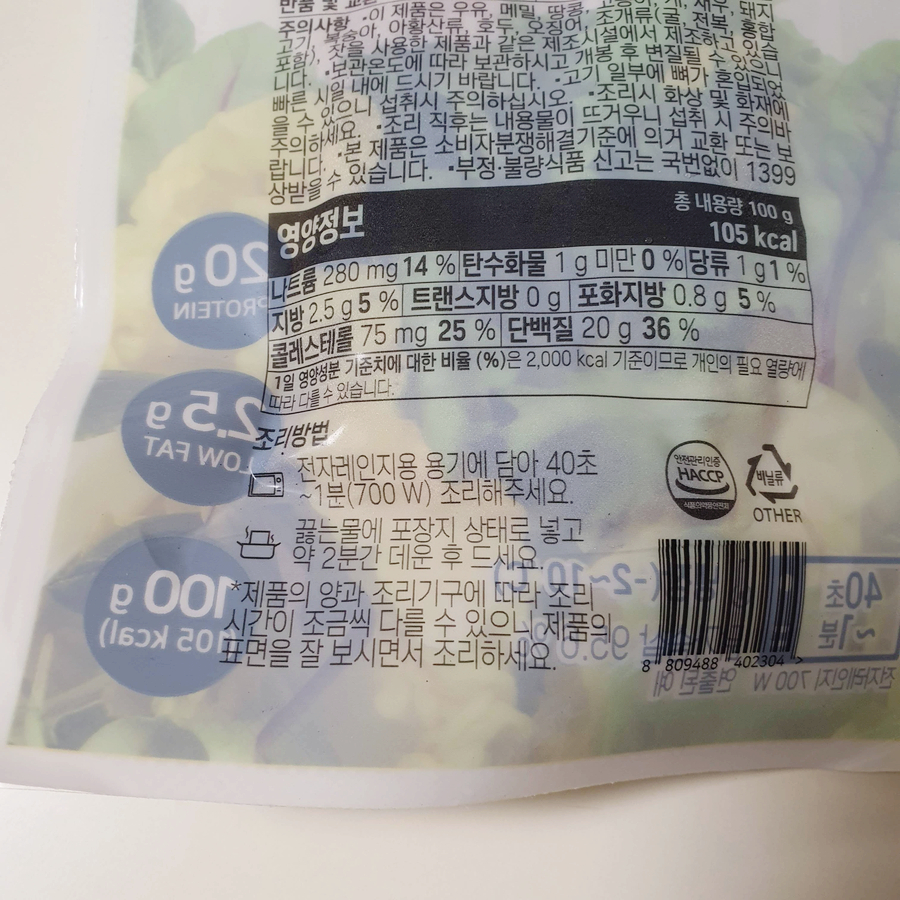 주의사항 •이 제품은 우유, 메밀, 땅콩,
고기, 복숭아, 아황산류, 호두, 오징어, 조개류(굴, 전복, 홍합
포함), 잣을 사용한 제품과 같은 제조시설에서 제조하고 있습
니다. •보관온도에 따라 보관하시고 개봉 후 변질될 수 있으니
빠른 시일 내에 드시기 바랍니다. •고기 일부에 뼈가 혼입되었
을 수 있으니 섭취시 주의하십시오. •조리시 화상 및 화재에
주의하세요. •조리 직후는 내용물이 뜨거우니 섭취 시 주의바
랍니다. •본 제품은 소비자분쟁해결기준에 의거 교환 또는 보
상받을 수 있습니다. •부정·불량식품 신고는 국번없이 1399
영양정보
총 내용량 100 g
105 kcal
나트륨 280 mg 14 % 탄수화물 1 g 미만 0 % 당류 1 g 1 %
지방 2.5 g 5 % 트랜스지방 0 g 포화지방 0.8 g 5 %
콜레스테롤 75 mg 25 % 단백질 20 g 36 %
1일 영양성분 기준치에 대한 비율 (%)은 2,000 kcal 기준이므로 개인의 필요 열량에
따라 다를 수 있습니다.
조리방법
전자레인지용 용기에 담아 40초
~1분(700 W) 조리해주세요.
끓는물에 포장지 상태로 넣고
약 2분간 데운 후 드세요.
*제품의 양과 조리기구에 따라 조리
시간이 조금씩 다를 수 있으니 제품의
표면을 잘 보시면서 조리하세요.
안전관리인증
HACCP
식품의약품안전처
비닐류
OTHER
8 809488 402304 >
20 g
PROTEIN
2.5 g
LOW FAT
100 g
(105 kcal)
40초
~1분
전자레인지 700 W
연출된 예